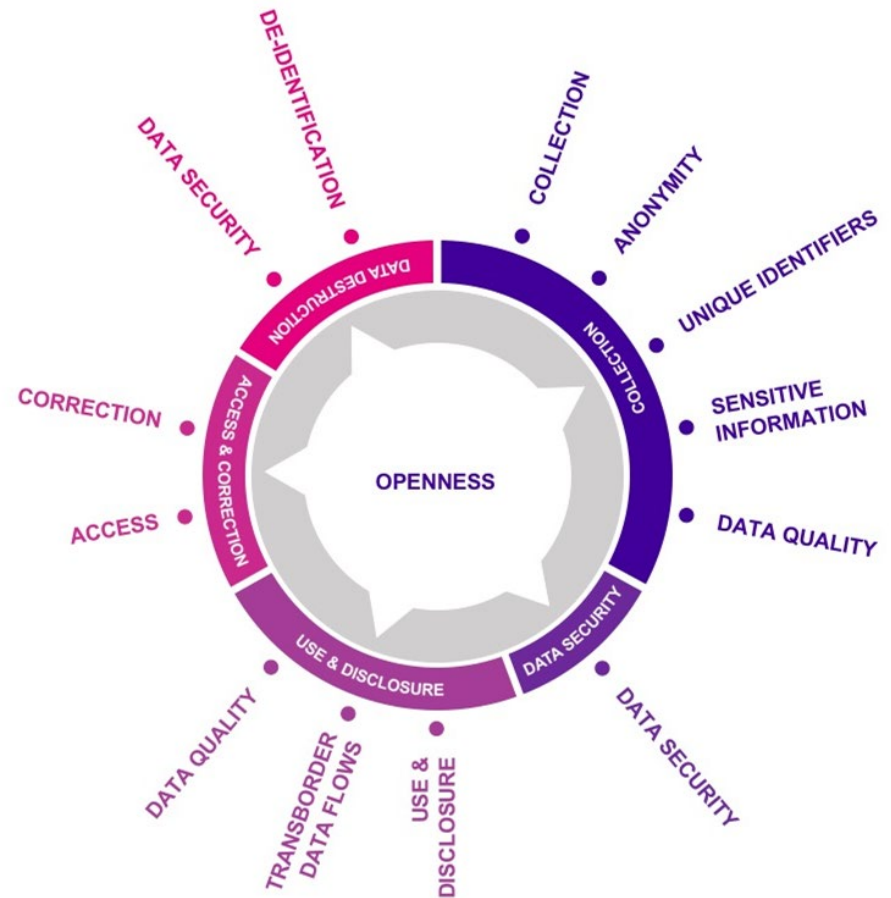 DE-IDENTIFICATION
DATA SECURITY
COLLECTION
ANONYMITY
UNIQUE IDENTIFIERS
SENSITIVE
INFORMATION
DATA QUALITY
DATA SECURITY
USE &
DISCLOSURE
TRANSBORDER
DATA FLOWS
DATA QUALITY
ACCESS
CORRECTION
DATA DESTRUCTION
COLLECTION
DATA SECURITY
USE & DISCLOSURE
ACCESS & CORRECTION
OPENNESS